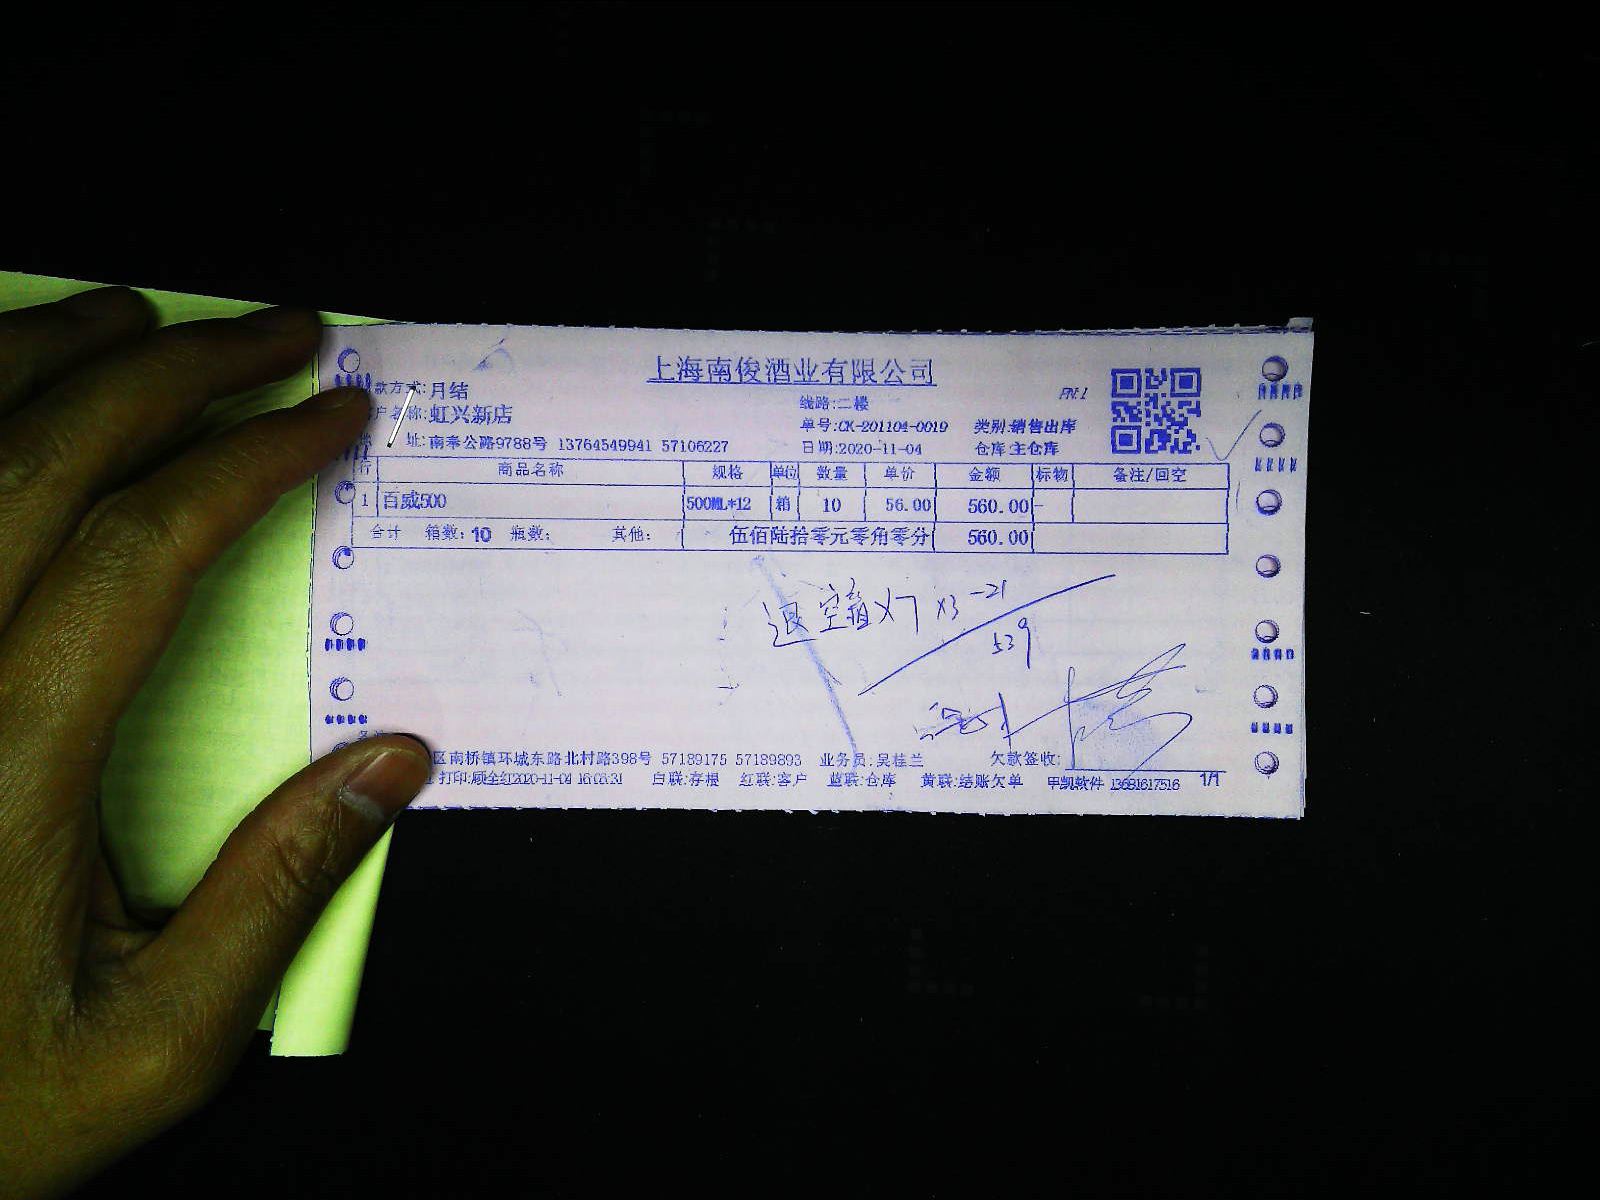 上海南俊酒业有限公司
款方式:月结
线路:二楼
PN:1
户名称:虹兴新店
单号:CK-201104-0019 类别:销售出库
址:南奉公路9788号 13764549941 57106227
日期:2020-11-04 仓库:主仓库
行 商品名称 规格 单位 数量 单价 金额 标物 备注/回空
1 百威500 500ML*12 箱 10 56.00 560.00 -
合计 箱数:10 瓶数: 其他: 伍佰陆拾零元零角零分 560.00
退空箱X7 X3 -21
539
区南桥镇环城东路北村路398号 57189175 57189893 业务员:吴桂兰 欠款签收:
打印:顾全红2020-11-04 16:03:31 白联:存根 红联:客户 蓝联:仓库 黄联:结账欠单 甲凯软件 13681617516 1/1